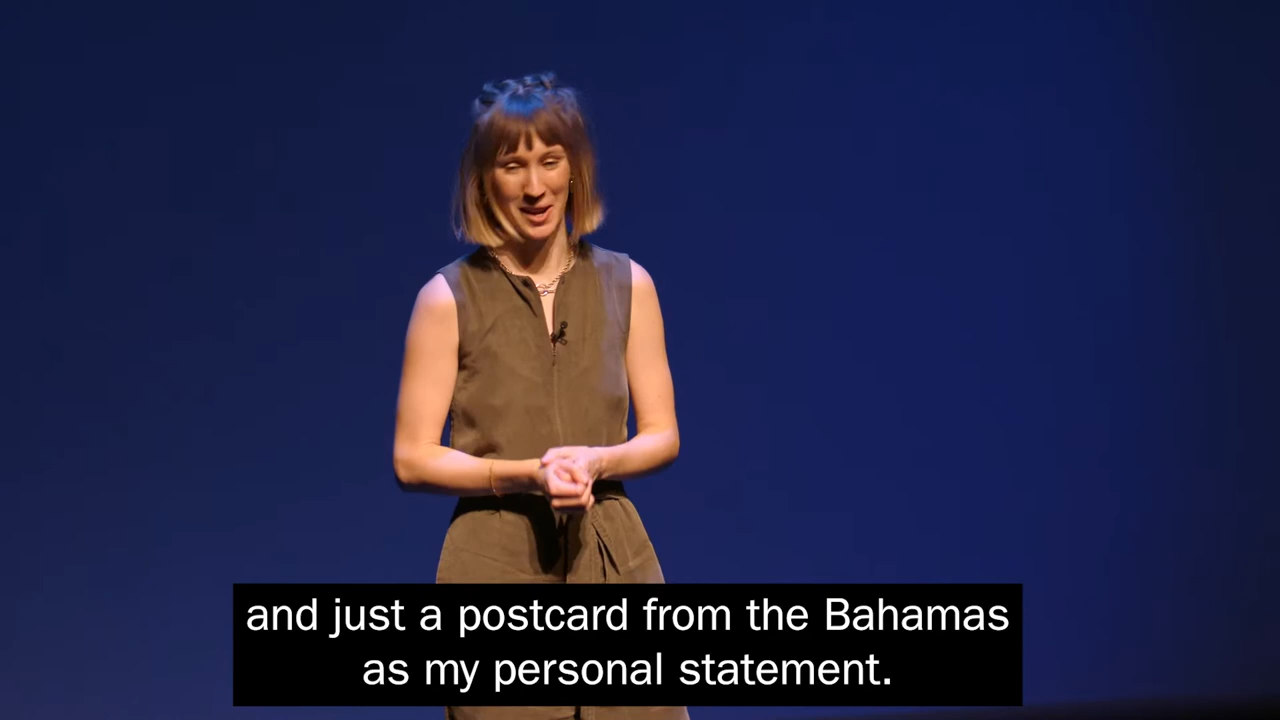 and just a postcard from the Bahamas
as my personal statement.